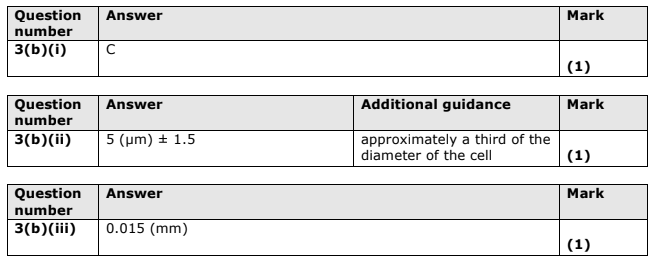 Question number Answer Mark
3(b)(i) C (1)
Question number Answer Additional guidance Mark
3(b)(ii) 5 (µm) ± 1.5 approximately a third of the diameter of the cell (1)
Question number Answer Mark
3(b)(iii) 0.015 (mm) (1)